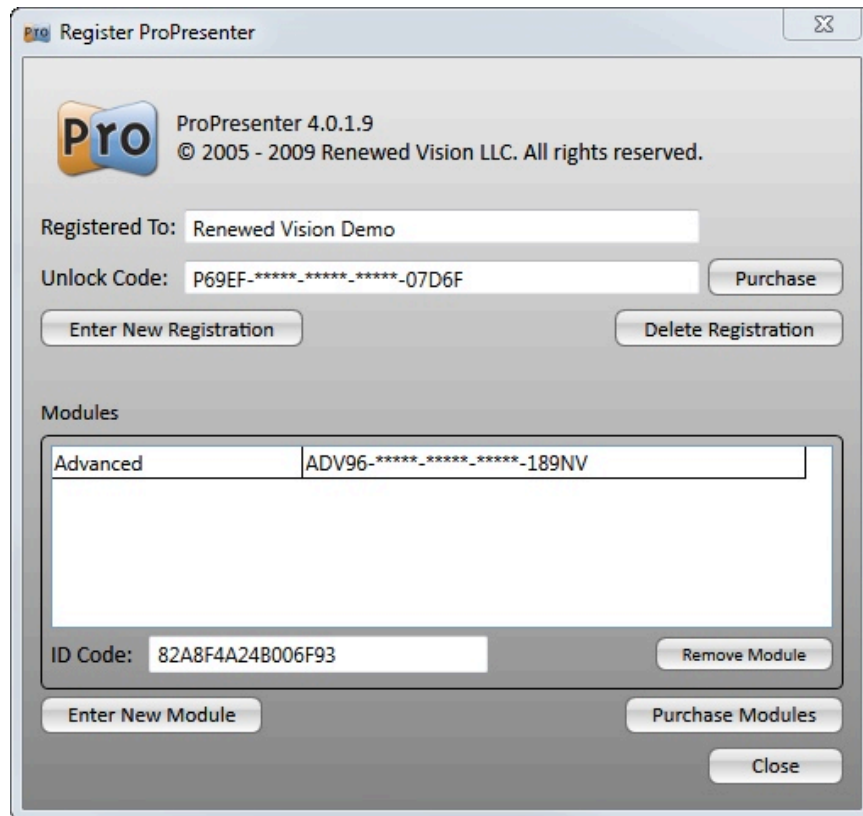 Pro Register ProPresenter
Pro
ProPresenter 4.0.1.9
© 2005 - 2009 Renewed Vision LLC. All rights reserved.
Registered To: Renewed Vision Demo
Unlock Code: P69EF-*****-*****-*****-07D6F Purchase
Enter New Registration Delete Registration
Modules
Advanced ADV96-*****-*****-*****-189NV
ID Code: 82A8F4A24B006F93 Remove Module
Enter New Module Purchase Modules
Close